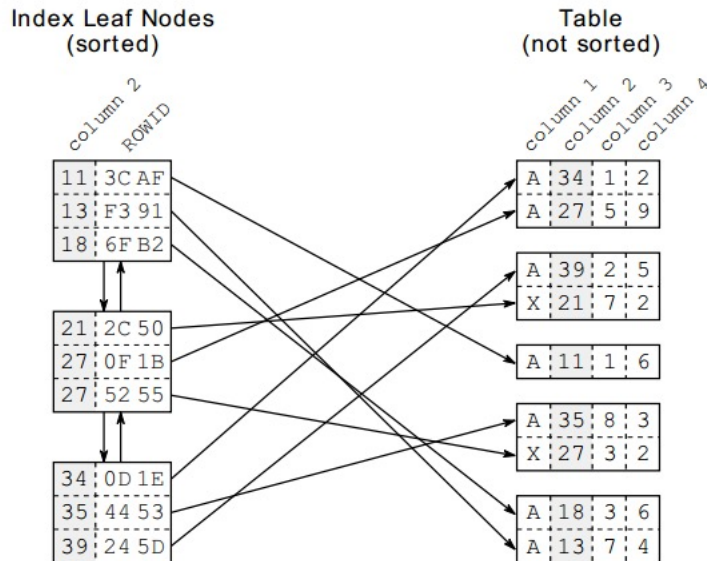 Index Leaf Nodes
(sorted)
column 2
ROWID
11 3C AF
13 F3 91
18 6F B2
21 2C 50
27 0F 1B
27 52 55
34 0D 1E
35 44 53
39 24 5D
Table
(not sorted)
column 1
column 2
column 3
column 4
A 34 1 2
A 27 5 9
A 39 2 5
X 21 7 2
A 11 1 6
A 35 8 3
X 27 3 2
A 18 3 6
A 13 7 4